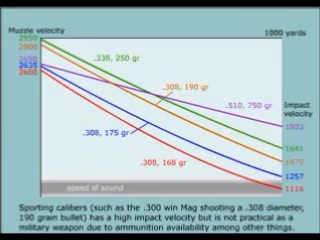 Muzzle velocity
1000 yards
2950
2900
2650
2635
2600
.338, 250 gr
.308, 190 gr
.510, 750 gr
.308, 175 gr
.308, 168 gr
Impact
velocity
1503
1641
1471
1257
1116
speed of sound
Sporting calibers (such as the .300 win Mag shooting a .308 diameter,
190 grain bullet) has a high impact velocity but is not practical as a
military weapon due to ammunition availability among other things.